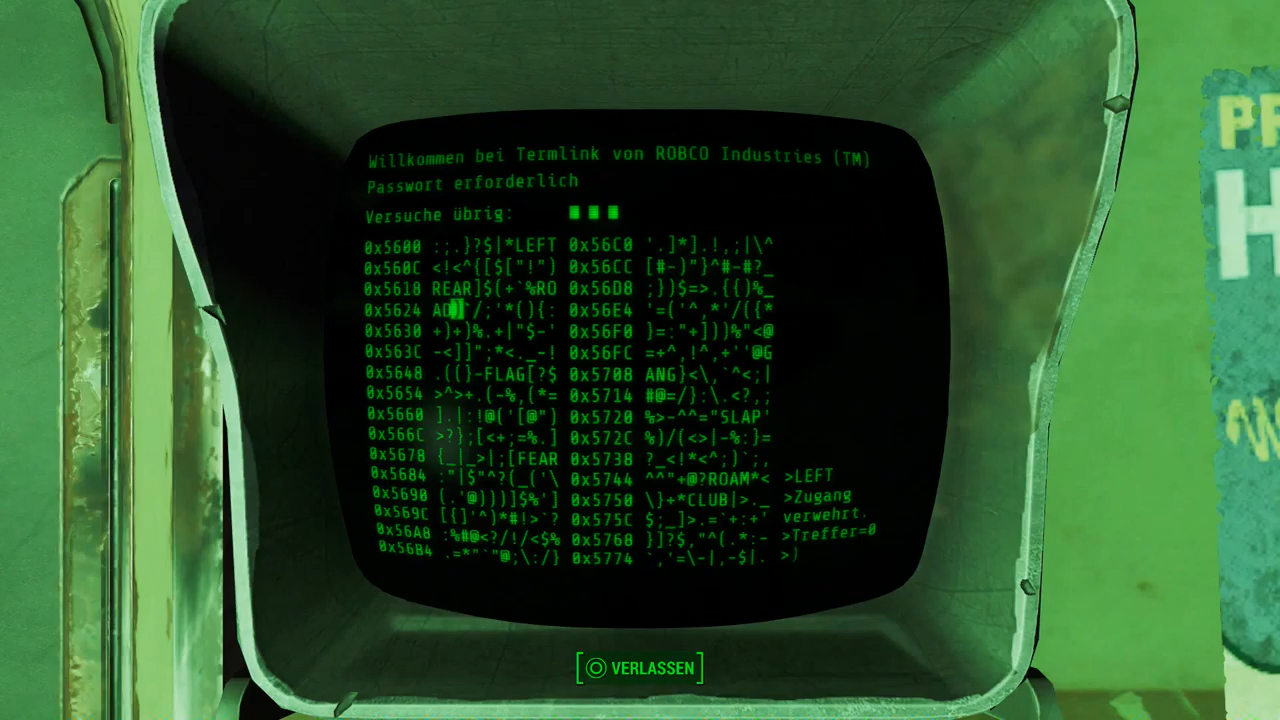 Willkommen bei Termlink von ROBCO Industries (TM)
Passwort erforderlich
Versuche übrig: ■ ■ ■
0x5600 :;.}?$|*LEFT 0x56C0 '.]*].!,;|\^
0x560C <!<^{[$["!") 0x56CC [#-)"}^#-#?_
0x5618 REAR]$(+`%RO 0x56D8 ;})$=>.{{)%_
0x5624 AD)`/;'*(){: 0x56E4 '=('^,*'/({*
0x5630 +)+)%.+|"$-' 0x56F0 }=:"+]))%"<@
0x563C -<]]";*<._-! 0x56FC =+^,!^,+''@G
0x5648 .((}-FLAG[?$ 0x5708 ANG}<\,`^<;|
0x5654 >^>+.(-%,(*= 0x5714 #@=/}:\.<?,;
0x5660 ].|:!@('[@") 0x5720 %>-^^="SLAP'
0x566C >?};[<+;=%.] 0x572C %)/(<>|-%:}=
0x5678 {_|_>|;[FEAR 0x5738 ?_<!*<^;)`;,
0x5684 :"|$"^?(_('\ 0x5744 ^^"+@?ROAM*< >LEFT
0x5690 (.'@)))]$%'] 0x5750 \}+*CLUB|>._ >Zugang
0x569C [{]'^)*#!>`? 0x575C $;_]>.=`+:+' verwehrt.
0x56A8 :%#@<?/!/<$% 0x5768 }]?$,"^(.*:- >Treffer=0
0x56B4 .=*"`"@;\:/} 0x5774 `,'=\-|,-$|. >)
PR
H
VERLASSEN